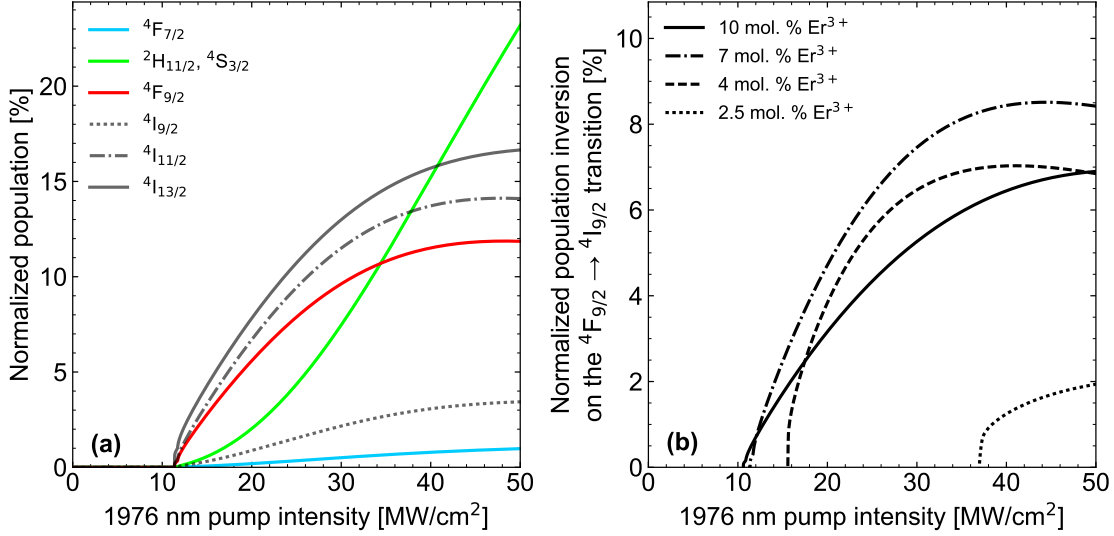 Normalized population [%]
20
15
10
5
0
⁴F₇/₂
²H₁₁/₂, ⁴S₃/₂
⁴F₉/₂
⁴I₉/₂
⁴I₁₁/₂
⁴I₁₃/₂
(a)
0 10 20 30 40 50
1976 nm pump intensity [MW/cm²]
Normalized population inversion
on the ⁴F₉/₂ → ⁴I₉/₂ transition [%]
10
8
6
4
2
0
10 mol. % Er³⁺
7 mol. % Er³⁺
4 mol. % Er³⁺
2.5 mol. % Er³⁺
(b)
0 10 20 30 40 50
1976 nm pump intensity [MW/cm²]